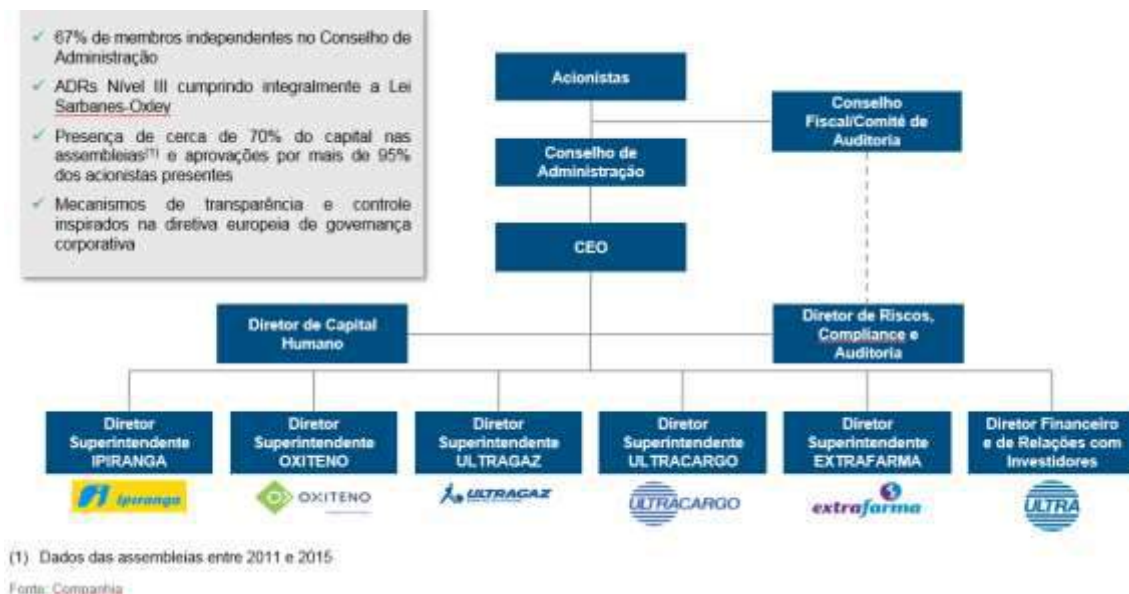 ✓ 67% de membros independentes no Conselho de
Administração
✓ ADRs Nível III cumprindo integralmente a Lei
Sarbanes-Oxley
✓ Presença de cerca de 70% do capital nas
assembleias(1) e aprovações por mais de 95%
dos acionistas presentes
✓ Mecanismos de transparência e controle
inspirados na diretiva europeia de governança
corporativa
Acionistas
Conselho
Fiscal/Comitê de
Auditoria
Conselho de
Administração
CEO
Diretor de Capital
Humano
Diretor de Riscos,
Compliance e
Auditoria
Diretor
Superintendente
IPIRANGA
Diretor
Superintendente
OXITENO
Diretor
Superintendente
ULTRAGAZ
Diretor
Superintendente
ULTRACARGO
Diretor
Superintendente
EXTRAFARMA
Diretor Financeiro
e de Relações com
Investidores
Ipiranga
OXITENO
ULTRAGAZ
ULTRACARGO
extrafarma
ULTRA
(1) Dados das assembleias entre 2011 e 2015
Fonte: Companhia